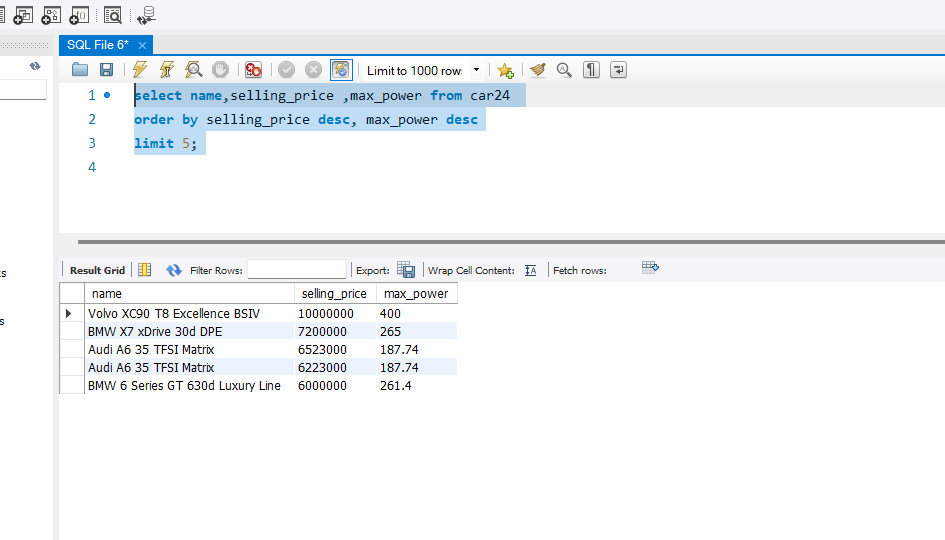 SQL File 6*
Limit to 1000 row
1 select name,selling_price ,max_power from car24
2 order by selling_price desc, max_power desc
3 limit 5;
4
Result Grid Filter Rows: Export: Wrap Cell Content: IA Fetch rows:
name selling_price max_power
Volvo XC90 T8 Excellence BSIV 10000000 400
BMW X7 xDrive 30d DPE 7200000 265
Audi A6 35 TFSI Matrix 6523000 187.74
Audi A6 35 TFSI Matrix 6223000 187.74
BMW 6 Series GT 630d Luxury Line 6000000 261.4
s
s